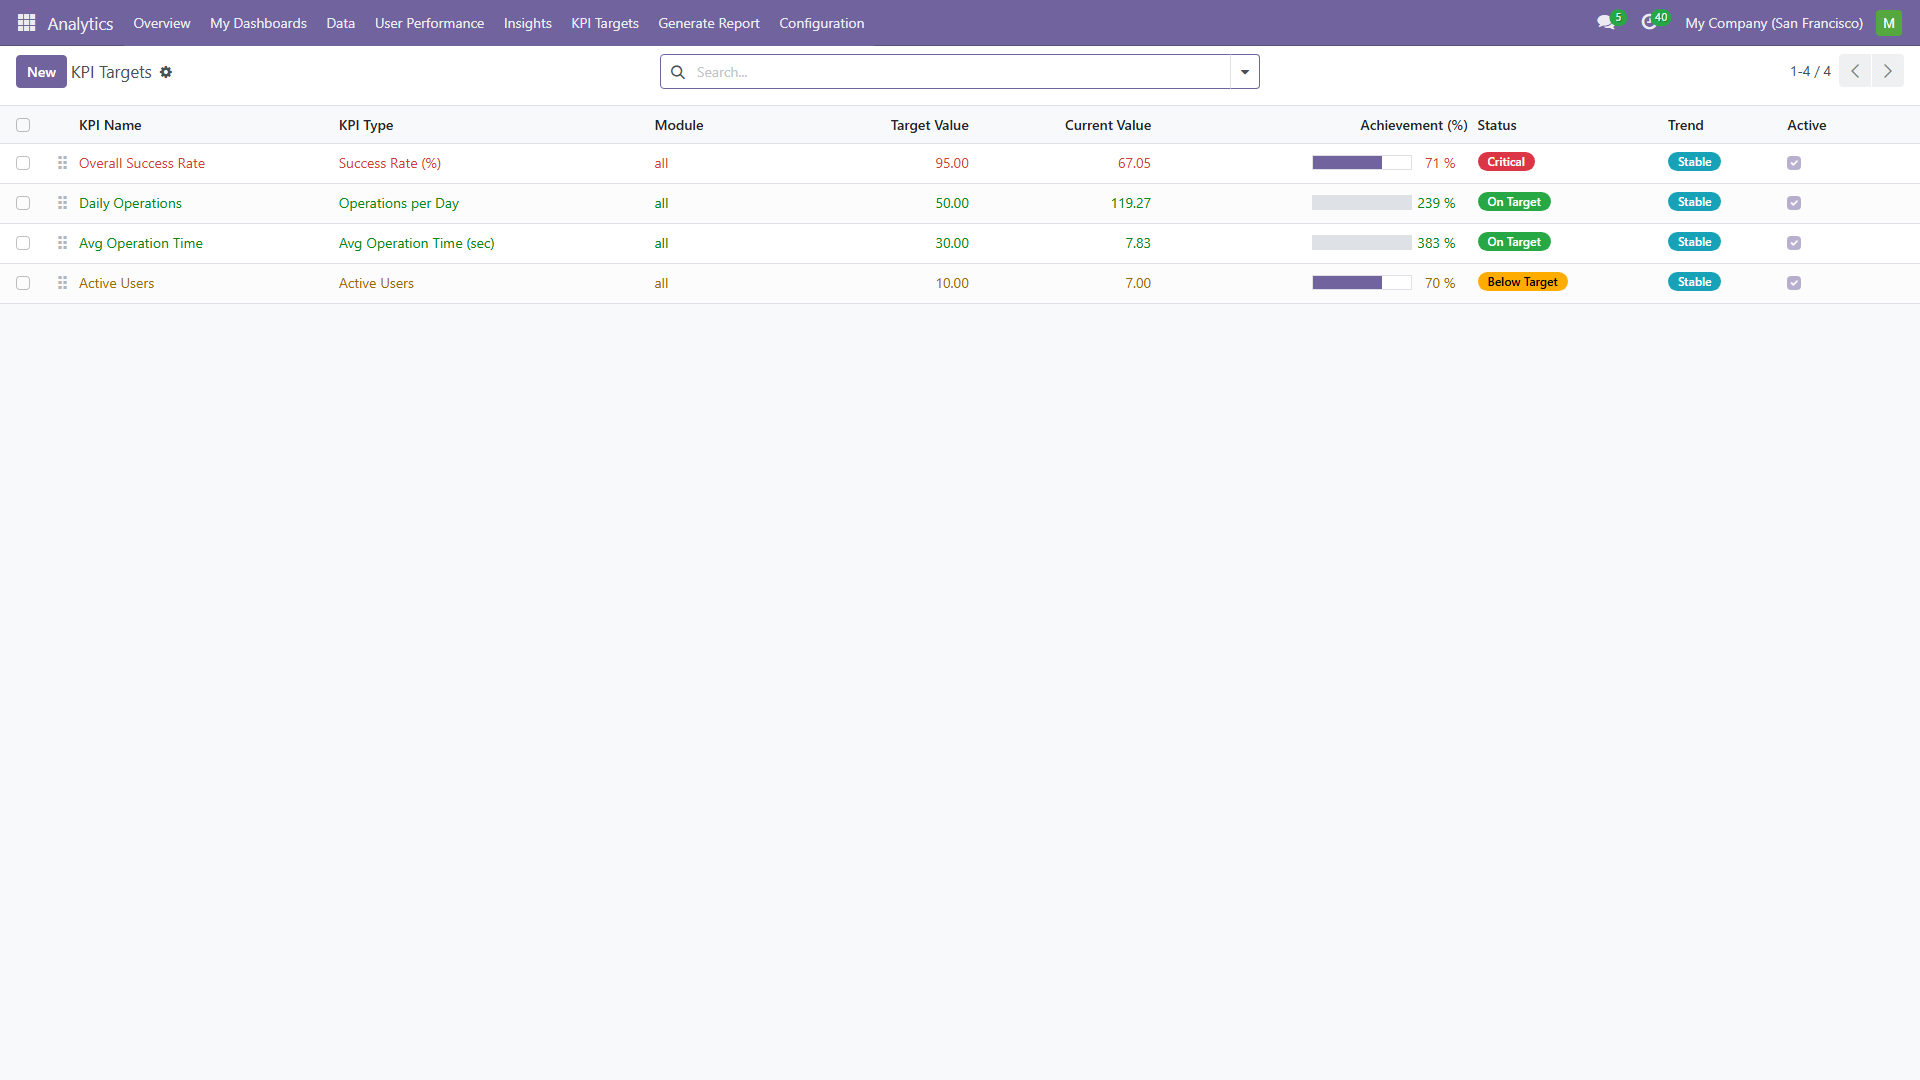 Analytics Overview My Dashboards Data User Performance Insights KPI Targets Generate Report Configuration 5 40 My Company (San Francisco) M
New KPI Targets Search... 1-4 / 4
KPI Name KPI Type Module Target Value Current Value Achievement (%) Status Trend Active
Overall Success Rate Success Rate (%) all 95.00 67.05 71 % Critical Stable
Daily Operations Operations per Day all 50.00 119.27 239 % On Target Stable
Avg Operation Time Avg Operation Time (sec) all 30.00 7.83 383 % On Target Stable
Active Users Active Users all 10.00 7.00 70 % Below Target Stable